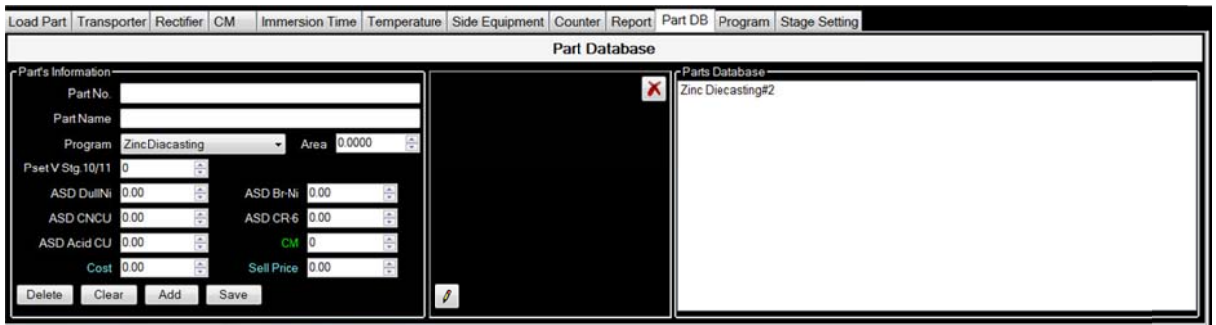 Load Part Transporter Rectifier CM Immersion Time Temperature Side Equipment Counter Report Part DB Program Stage Setting
Part Database
Part's Information
Part No.
Part Name
Program ZincDiacasting Area 0.0000
Pset V Stg.10/11 0
ASD DullNi 0.00 ASD Br-Ni 0.00
ASD CNCU 0.00 ASD CR-6 0.00
ASD Acid CU 0.00 CM 0
Cost 0.00 Sell Price 0.00
Delete Clear Add Save
Parts Database
Zinc Diecasting#2